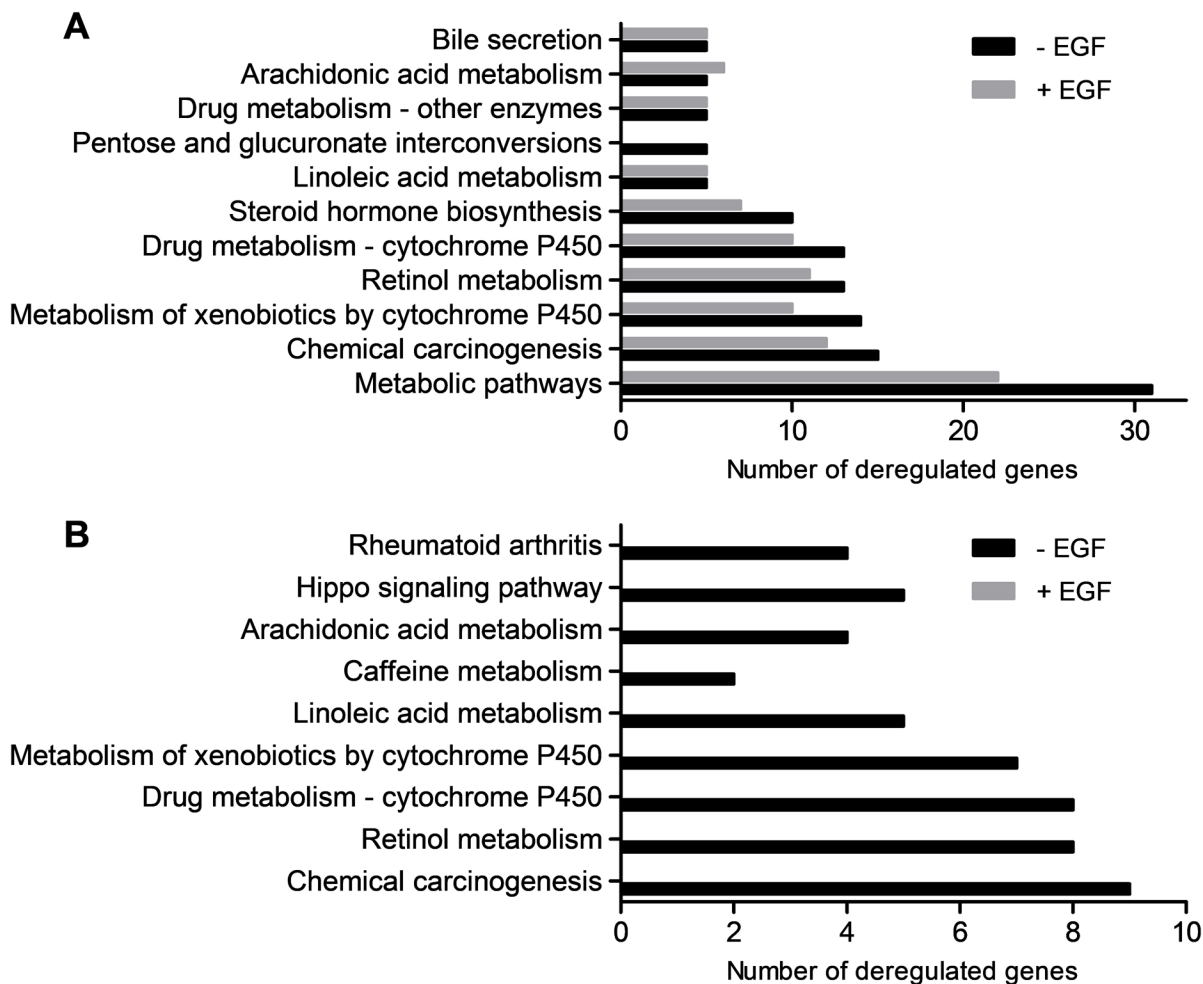 A
Bile secretion
Arachidonic acid metabolism
Drug metabolism - other enzymes
Pentose and glucuronate interconversions
Linoleic acid metabolism
Steroid hormone biosynthesis
Drug metabolism - cytochrome P450
Retinol metabolism
Metabolism of xenobiotics by cytochrome P450
Chemical carcinogenesis
Metabolic pathways
- EGF
+ EGF
0 10 20 30
Number of deregulated genes
B
Rheumatoid arthritis
Hippo signaling pathway
Arachidonic acid metabolism
Caffeine metabolism
Linoleic acid metabolism
Metabolism of xenobiotics by cytochrome P450
Drug metabolism - cytochrome P450
Retinol metabolism
Chemical carcinogenesis
- EGF
+ EGF
0 2 4 6 8 10
Number of deregulated genes